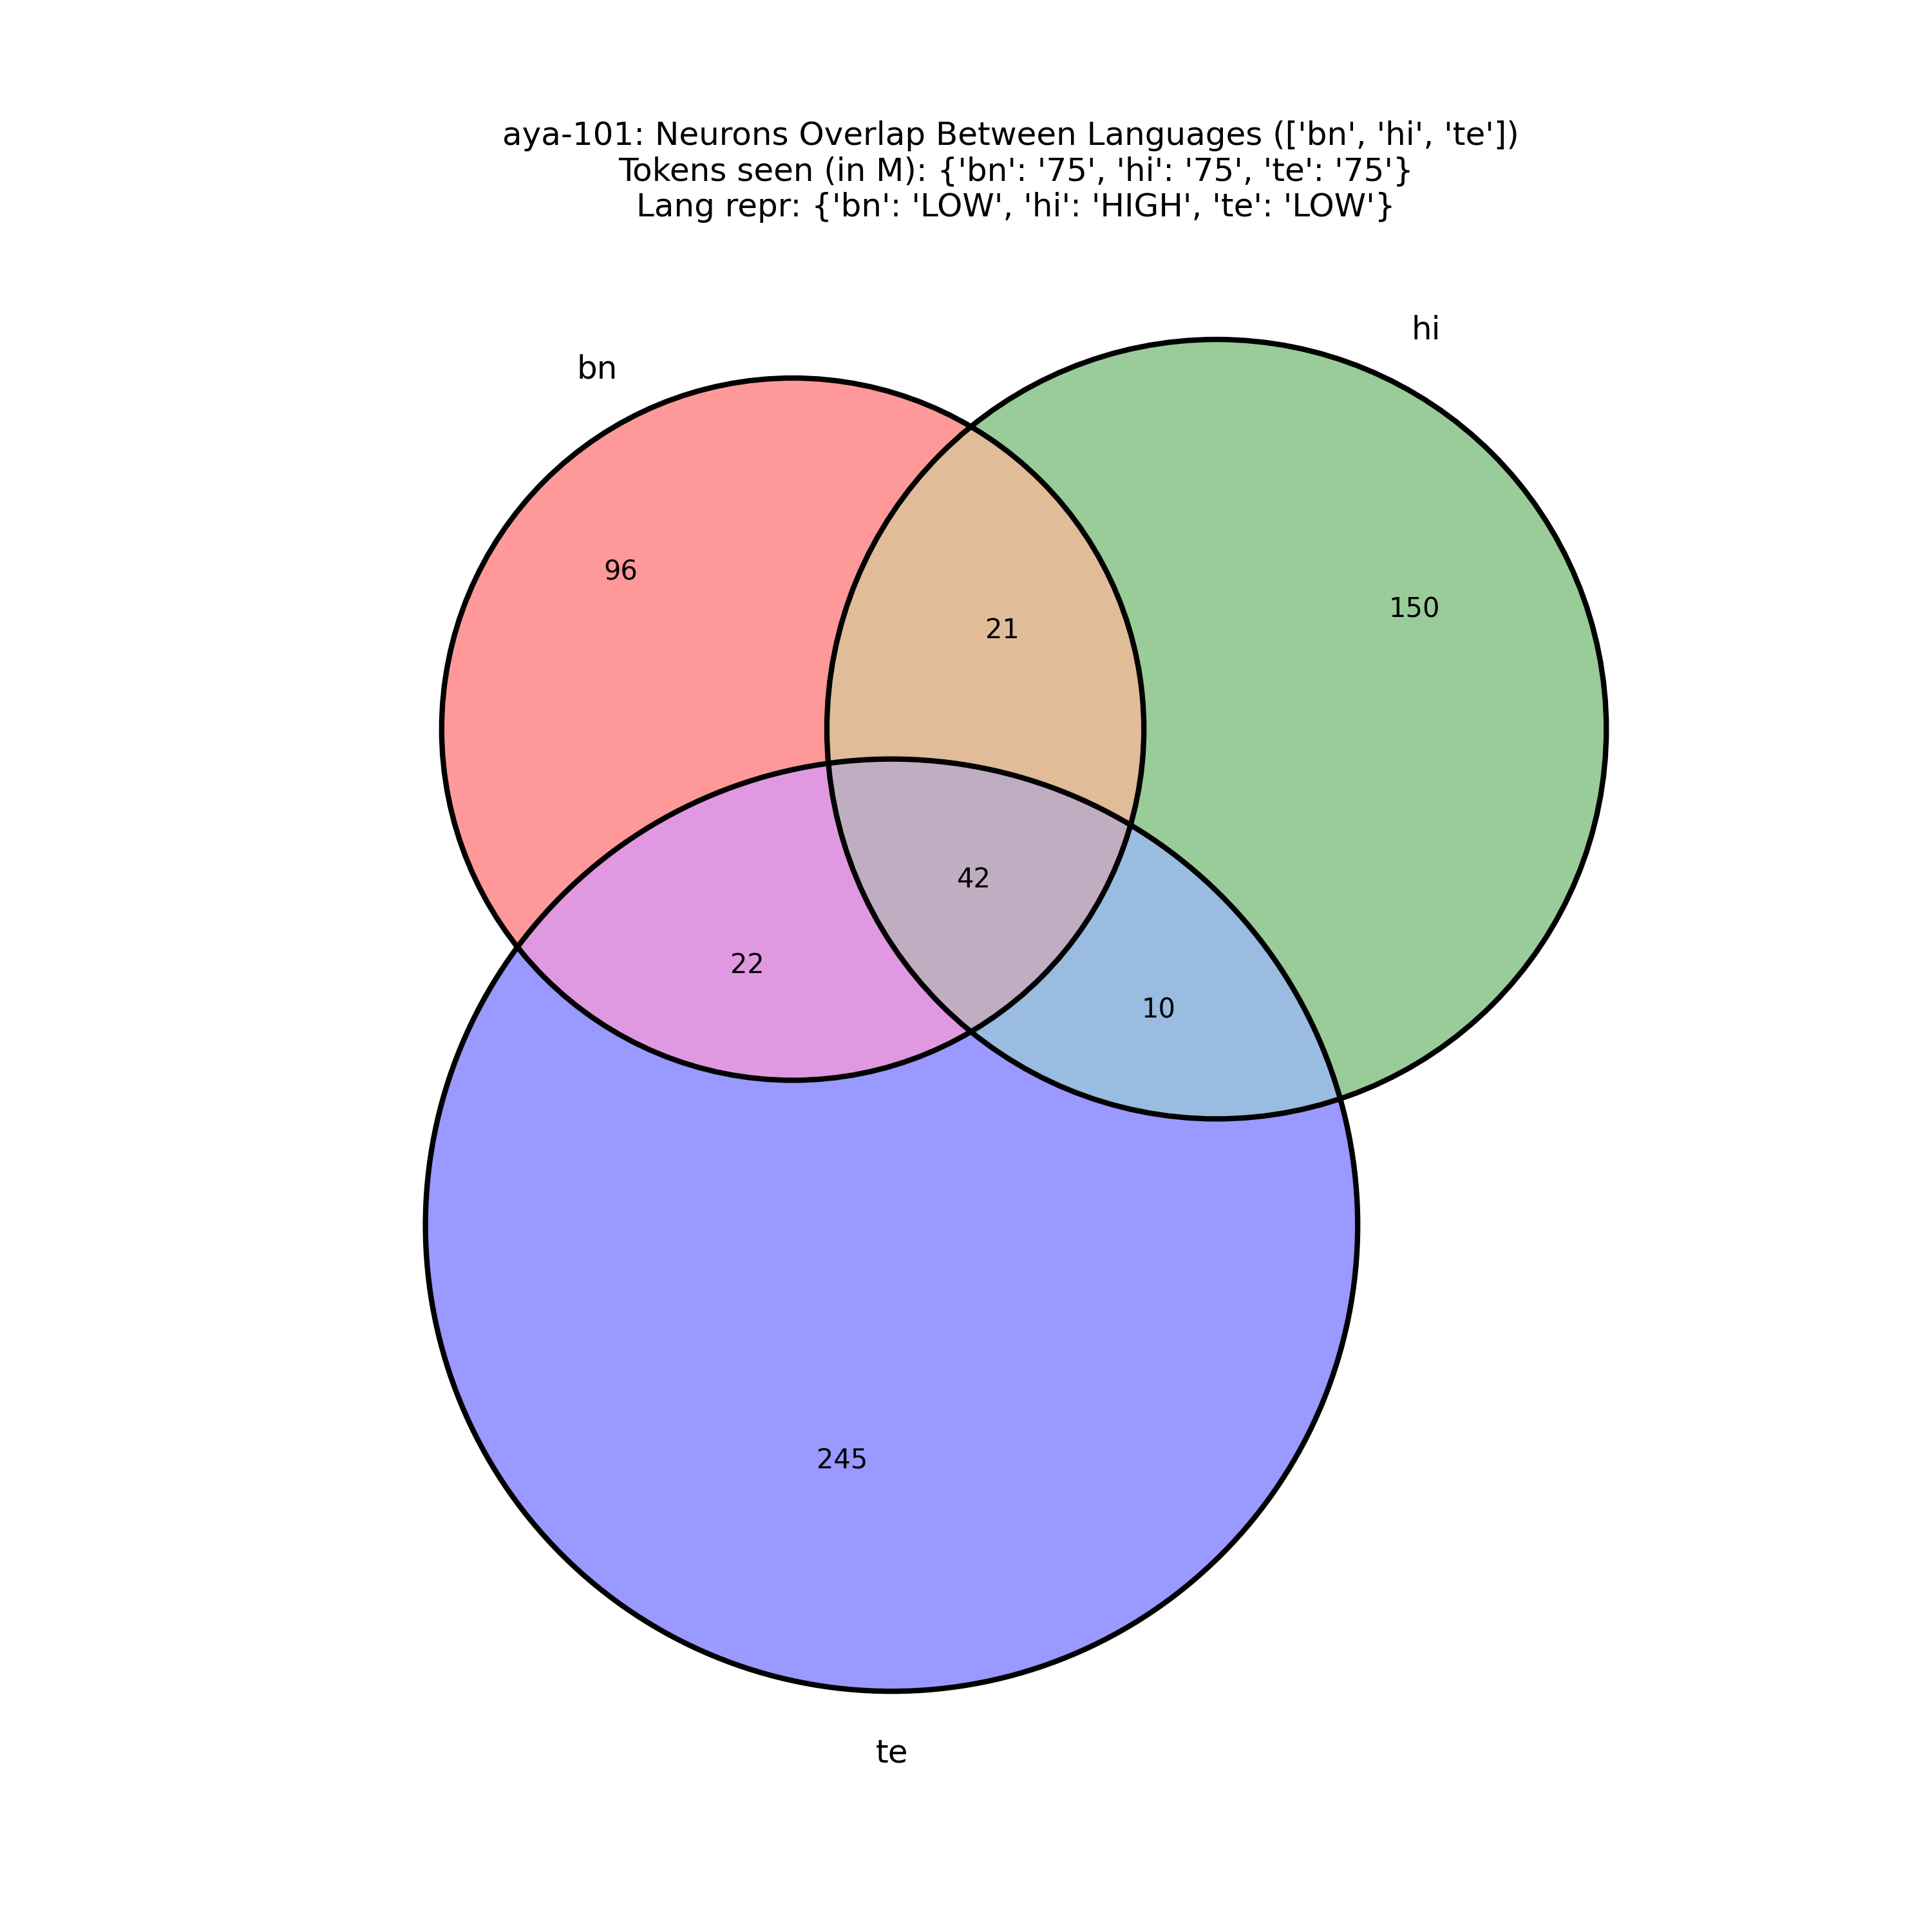 aya-101: Neurons Overlap Between Languages (['bn', 'hi', 'te'])
Tokens seen (in M): {'bn': '75', 'hi': '75', 'te': '75'}
Lang repr: {'bn': 'LOW', 'hi': 'HIGH', 'te': 'LOW'}
hi
bn
96
150
21
42
22
10
245
te